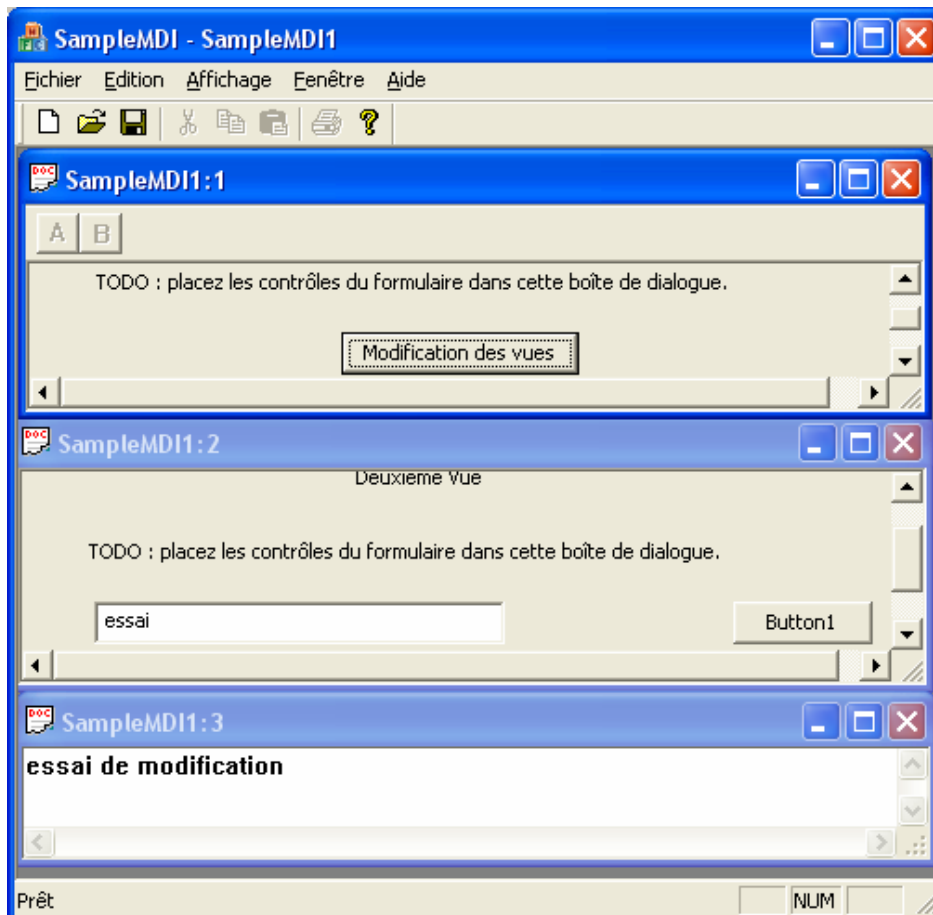 SampleMDI - SampleMDI1
Fichier Edition Affichage Fenêtre Aide
SampleMDI1:1
A B
TODO : placez les contrôles du formulaire dans cette boîte de dialogue.
Modification des vues
SampleMDI1:2
Deuxieme Vue
TODO : placez les contrôles du formulaire dans cette boîte de dialogue.
essai Button1
SampleMDI1:3
essai de modification
Prêt NUM